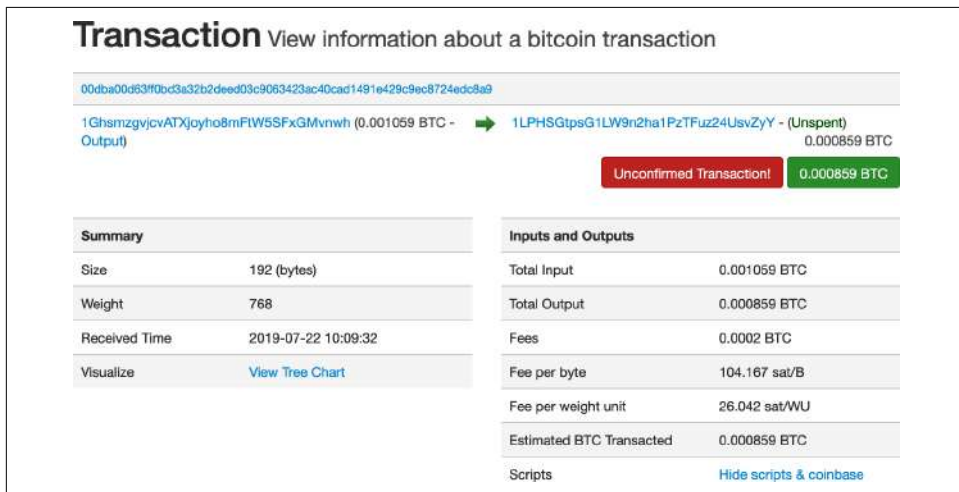 Transaction View information about a bitcoin transaction
00dba00d63ff0bd3a32b2deed03c9063423ac40cad1491e429c9ec8724edc8a9
1GhsmzgvjcvATXjoyho8mFtW5SFxGMvnwh (0.001059 BTC - Output)
1LPHSGtpsG1LW9n2ha1PzTFuz24UsvZyY - (Unspent)
0.000859 BTC
Unconfirmed Transaction! 0.000859 BTC
Summary
Size 192 (bytes)
Weight 768
Received Time 2019-07-22 10:09:32
Visualize View Tree Chart
Inputs and Outputs
Total Input 0.001059 BTC
Total Output 0.000859 BTC
Fees 0.0002 BTC
Fee per byte 104.167 sat/B
Fee per weight unit 26.042 sat/WU
Estimated BTC Transacted 0.000859 BTC
Scripts Hide scripts & coinbase